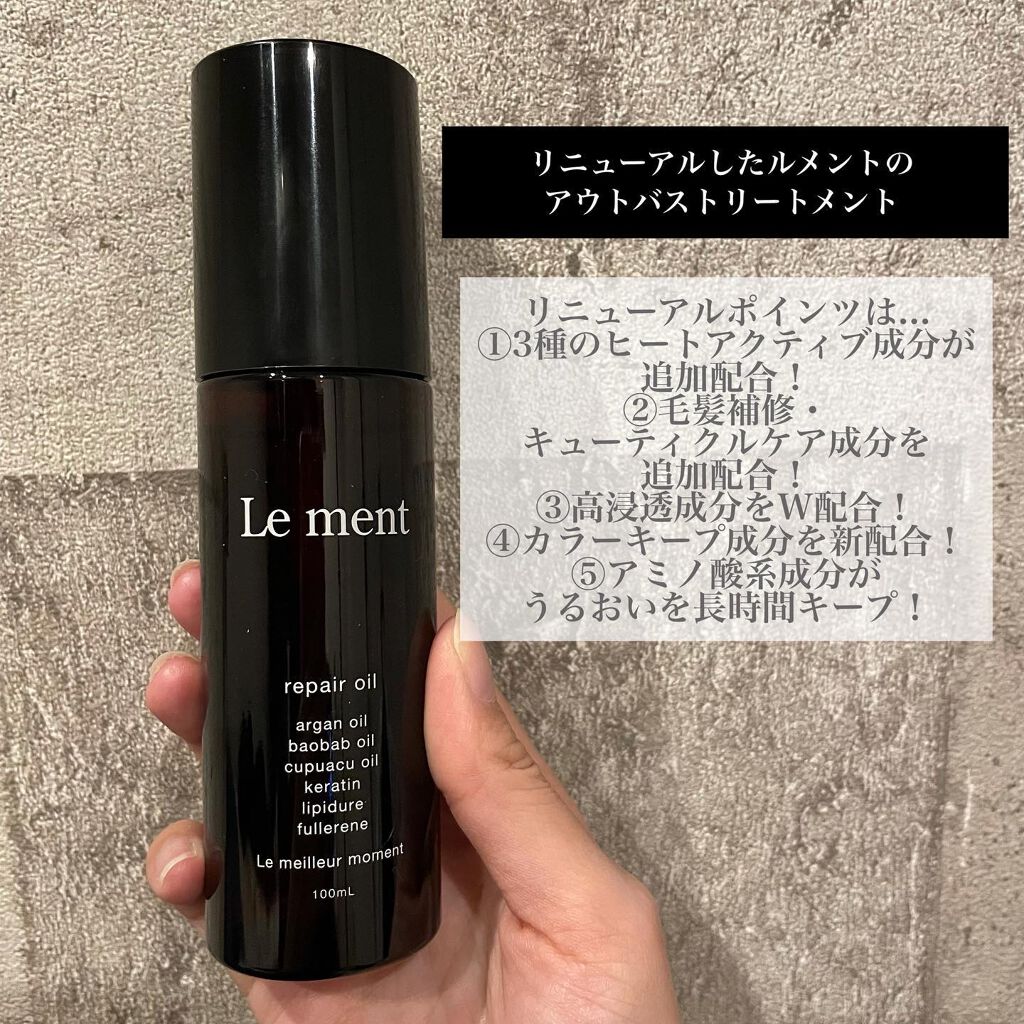 リニューアルしたルメントの
アウトバストリートメント
リニューアルポインツは...
①3種のヒートアクティブ成分が
追加配合！
②毛髪補修・
キューティクルケア成分を
追加配合！
③高浸透成分をW配合！
④カラーキープ成分を新配合！
⑤アミノ酸系成分が
うるおいを長時間キープ！
Le ment
repair oil
argan oil
baobab oil
cupuacu oil
keratin
lipidure
fullerene
Le meilleur moment
100mL